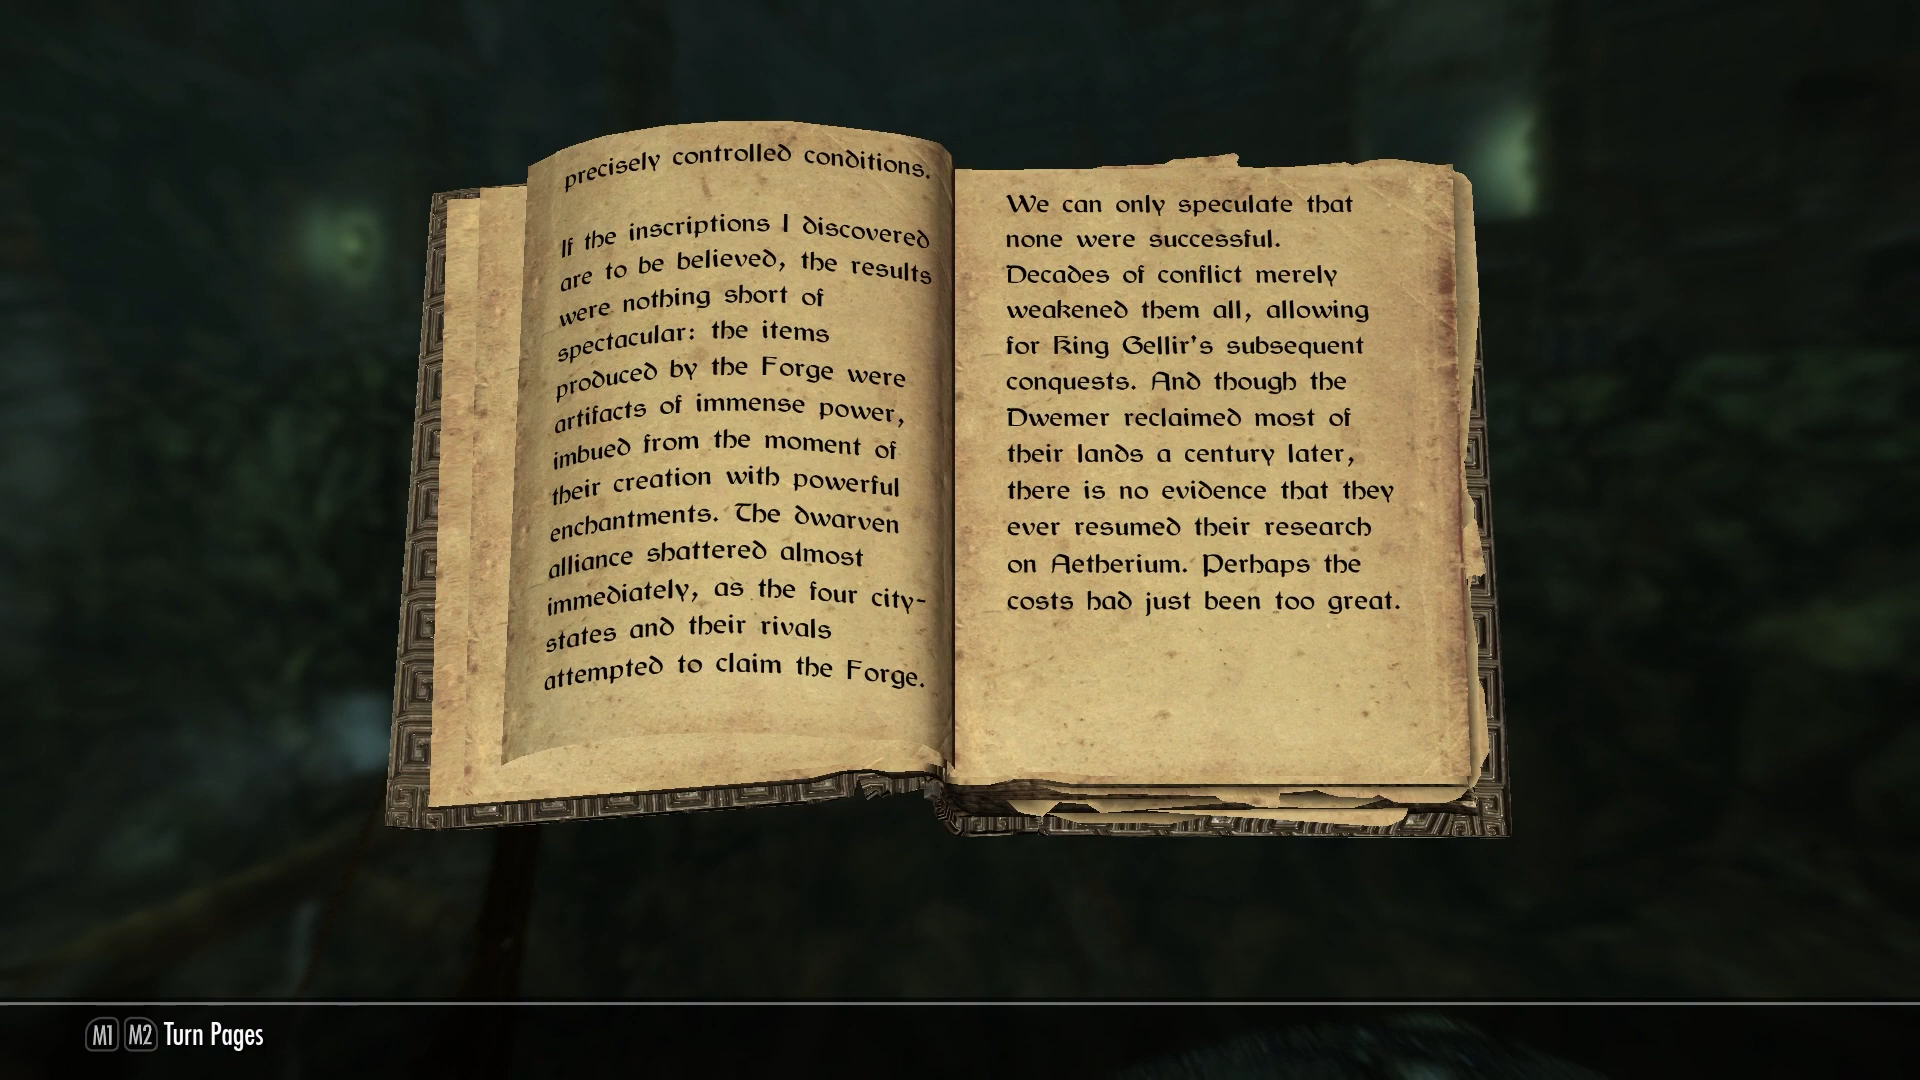 precisely controlled conditions.
If the inscriptions I discovered
are to be believed, the results
were nothing short of
spectacular: the items
produced by the Forge were
artifacts of immense power,
imbued from the moment of
their creation with powerful
enchantments. The dwarven
alliance shattered almost
immediately, as the four city-
states and their rivals
attempted to claim the Forge.
We can only speculate that
none were successful.
Decades of conflict merely
weakened them all, allowing
for King Gellir's subsequent
conquests. And though the
Dwemer reclaimed most of
their lands a century later,
there is no evidence that they
ever resumed their research
on Aetherium. Perhaps the
costs had just been too great.
M1 M2 Turn Pages